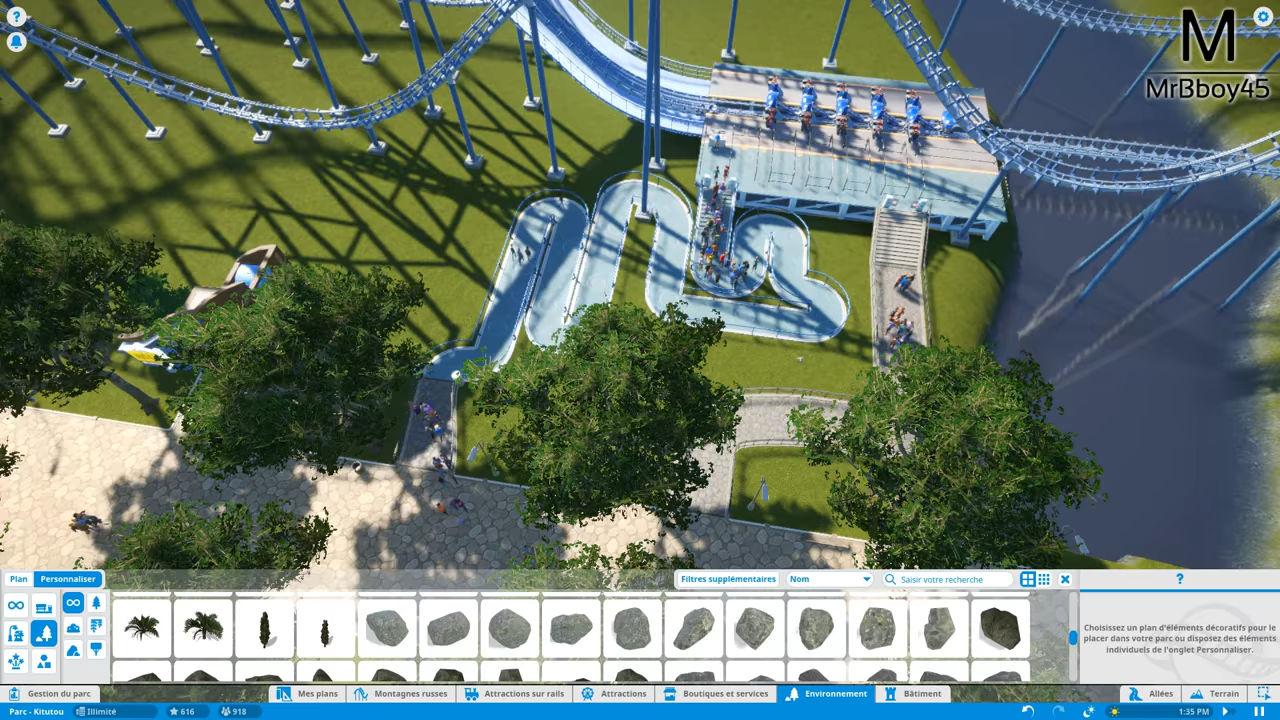 ?
M
MrBboy45
Plan
Personnaliser
Filtres supplémentaires
Nom
Saisir votre recherche
?
Choisissez un plan d'éléments décoratifs pour le
placer dans votre parc ou disposez des éléments
individuels de l'onglet Personnaliser.
Gestion du parc
Mes plans
Montagnes russes
Attractions sur rails
Attractions
Boutiques et services
Environnement
Bâtiment
Allées
Terrain
Parc - Kitutou
Illimité
616
918
1:35 PM